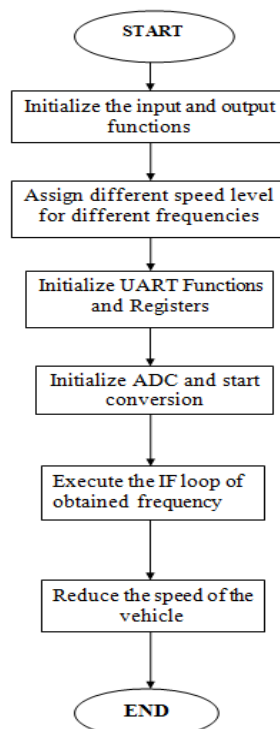 START
Initialize the input and output
functions
Assign different speed level
for different frequencies
Initialize UART Functions
and Registers
Initialize ADC and start
conversion
Execute the IF loop of
obtained frequency
Reduce the speed of the
vehicle
END